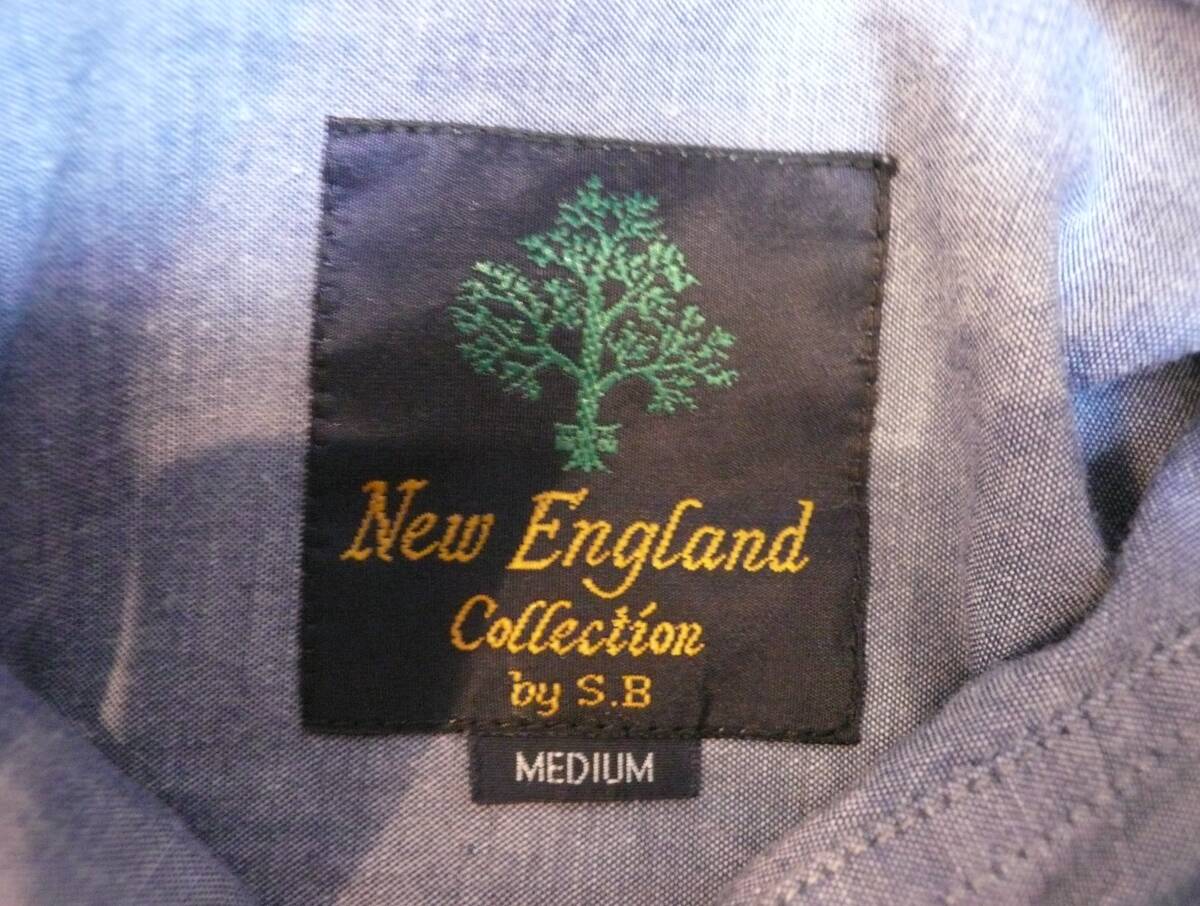 New England
Collection
by S.B
MEDIUM